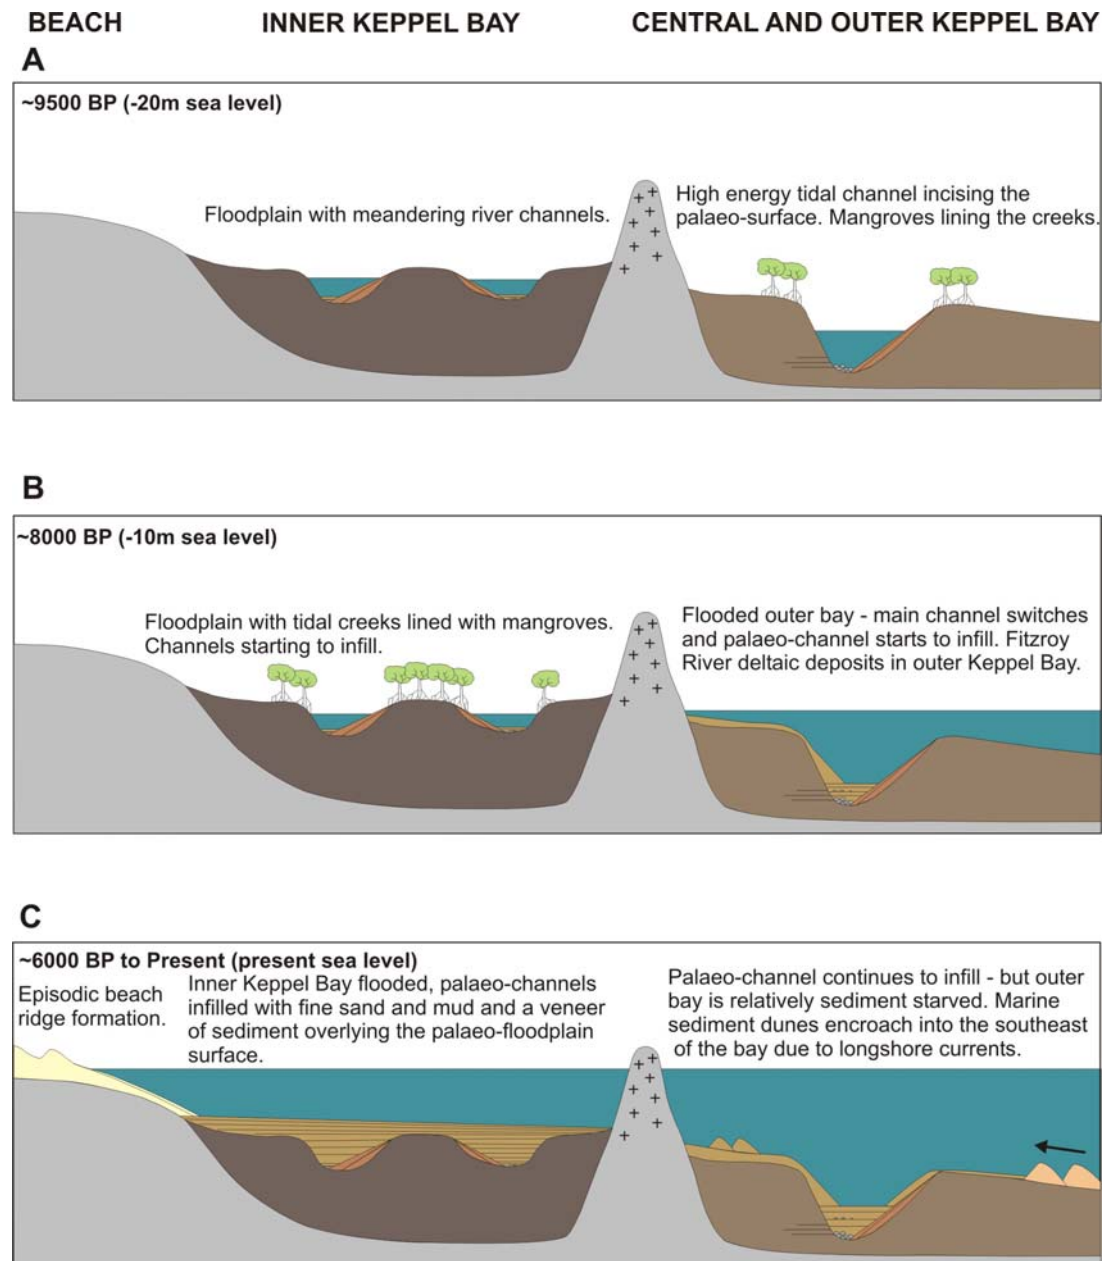 BEACH
INNER KEPPEL BAY
CENTRAL AND OUTER KEPPEL BAY
A
~9500 BP (-20m sea level)
Floodplain with meandering river channels.
High energy tidal channel incising the
palaeo-surface. Mangroves lining the creeks.
B
~8000 BP (-10m sea level)
Floodplain with tidal creeks lined with mangroves.
Channels starting to infill.
Flooded outer bay - main channel switches
and palaeo-channel starts to infill. Fitzroy
River deltaic deposits in outer Keppel Bay.
C
~6000 BP to Present (present sea level)
Episodic beach
ridge formation.
Inner Keppel Bay flooded, palaeo-channels
infilled with fine sand and mud and a veneer
of sediment overlying the palaeo-floodplain
surface.
Palaeo-channel continues to infill - but outer
bay is relatively sediment starved. Marine
sediment dunes encroach into the southeast
of the bay due to longshore currents.